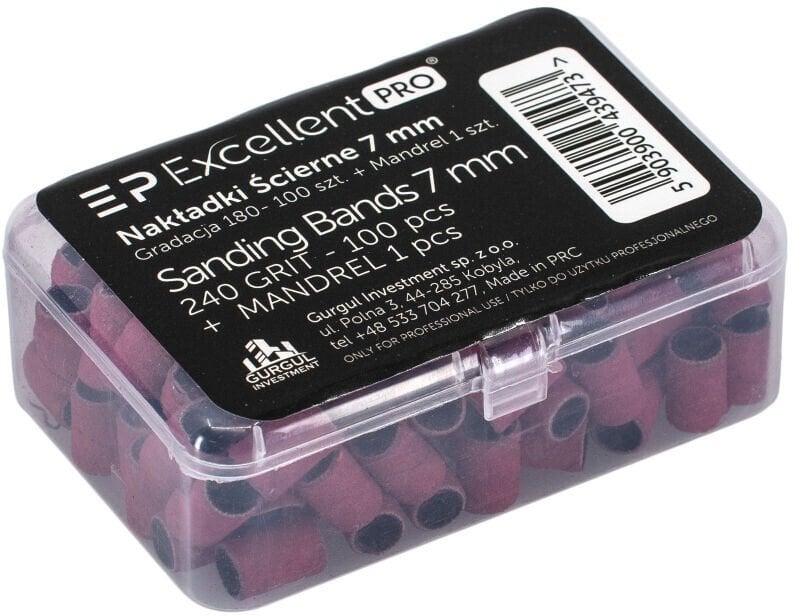 EP Excellent PRO®
Nakładki Ścierne 7 mm
Gradacja 180- 100 szt. + Mandrel 1 szt.
Sanding Bands 7 mm
240 GRIT - 100 pcs
+ MANDREL 1 pcs
Gurgul Investment sp. z o.o.
ul. Polna 3, 44-285 Kobyla,
tel +48 533 704 277, Made in PRC
ONLY FOR PROFESSIONAL USE / TYLKO DO UŻYTKU PROFESJONALNEGO
GURGUL
INVESTMENT
5 903900 439473 >